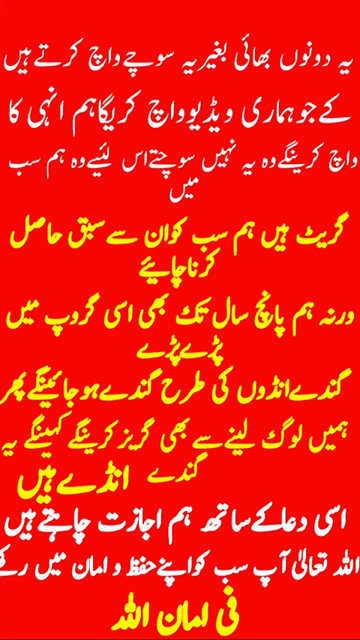 یہ دونوں بھائی بغیر یہ سوچے واچ کرتے ہیں
کے جو ہماری ویڈیو واچ کریگا ہم انہی کا
واچ کرینگے وہ یہ نہیں سوچتے اس لئیے وہ ہم سب
میں
گریٹ ہیں ہم سب کو ان سے سبق حاصل
کرنا چائیے
ورنہ ہم پانچ سال تک بھی اسی گروپ میں
پڑے پڑے
گندے انڈوں کی طرح گندے ہو جائینگے پھر
ہمیں لوگ لینے سے بھی گریز کرینگے کہینگے یہ
گندے انڈے ہیں
اسی دعا کے ساتھ ہم اجازت چاہتے ہیں
اللہ تعالیٰ آپ سب کو اپنے حفظ و امان میں رکے
فی امان اللہ